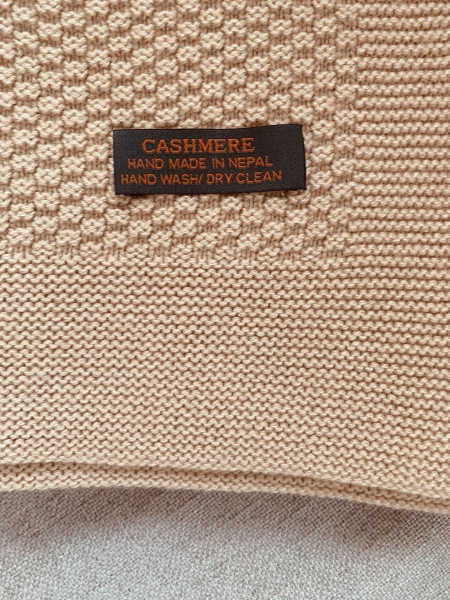 CASHMERE
HAND MADE IN NEPAL
HAND WASH/ DRY CLEAN